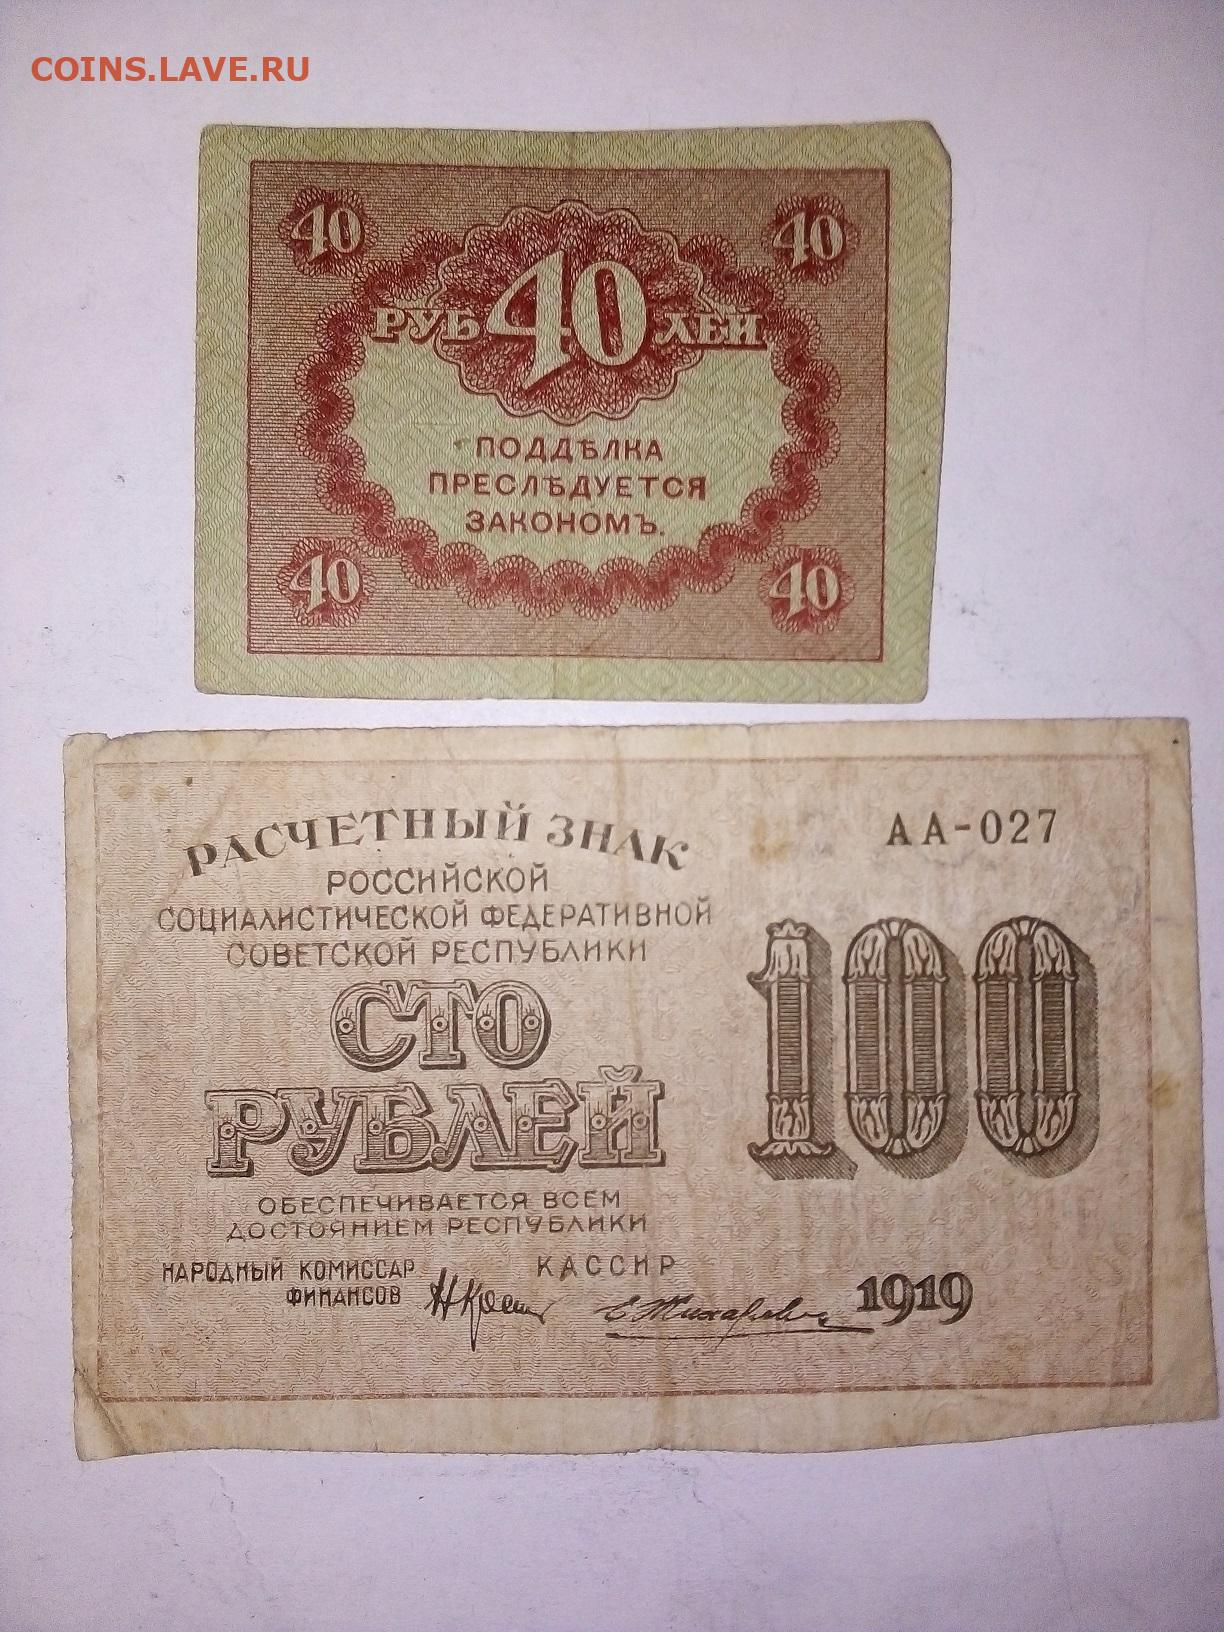 COINS.LAVE.RU
40 40
РУБ 40 ЛЕЙ
ПОДДѢЛКА
ПРЕСЛѢДУЕТСЯ
ЗАКОНОМЪ.
40 40
РАСЧЕТНЫЙ ЗНАК
АА-027
РОССИЙСКОЙ
СОЦИАЛИСТИЧЕСКОЙ ФЕДЕРАТИВНОЙ
СОВЕТСКОЙ РЕСПУБЛИКИ
СТО
РУБЛЕЙ
100
ОБЕСПЕЧИВАЕТСЯ ВСЕМ
ДОСТОЯНИЕМ РЕСПУБЛИКИ
НАРОДНЫЙ КОМИССАР
ФИНАНСОВ
КАССИР
1919